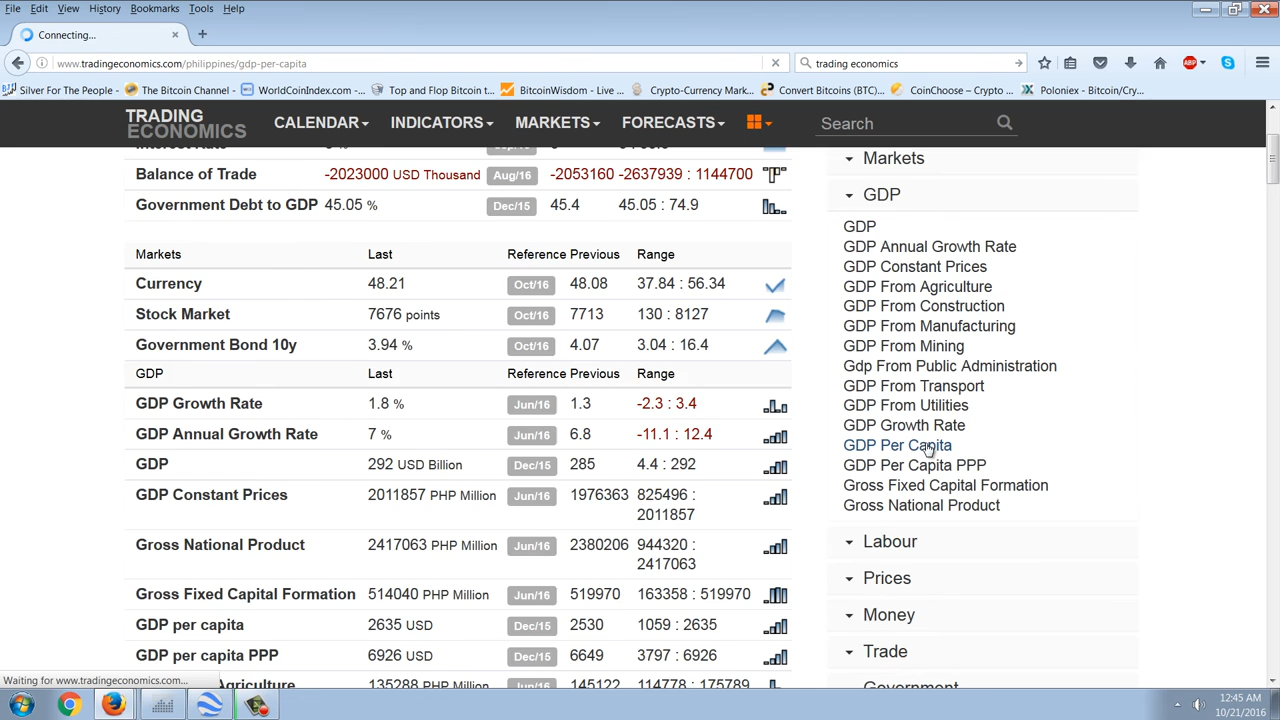 File Edit View History Bookmarks Tools Help
Connecting...
www.tradingeconomics.com/philippines/gdp-per-capita
trading economics
ABP
Silver For The People - The Bitcoin Channel - WorldCoinIndex.com - Top and Flop Bitcoin t... BitcoinWisdom - Live ... Crypto-Currency Mark... Convert Bitcoins (BTC)... CoinChoose – Crypto ... Poloniex - Bitcoin/Cry...
TRADING
ECONOMICS
CALENDAR INDICATORS MARKETS FORECASTS Search
Balance of Trade -2023000 USD Thousand Aug/16 -2053160 -2637939 : 1144700
Government Debt to GDP 45.05 % Dec/15 45.4 45.05 : 74.9
Markets Last Reference Previous Range
Currency 48.21 Oct/16 48.08 37.84 : 56.34
Stock Market 7676 points Oct/16 7713 130 : 8127
Government Bond 10y 3.94 % Oct/16 4.07 3.04 : 16.4
GDP Last Reference Previous Range
GDP Growth Rate 1.8 % Jun/16 1.3 -2.3 : 3.4
GDP Annual Growth Rate 7 % Jun/16 6.8 -11.1 : 12.4
GDP 292 USD Billion Jun/16 285 4.4 : 292
GDP Constant Prices 2011857 PHP Million Jun/16 1976363 825496 :
2011857
Gross National Product 2417063 PHP Million Jun/16 2380206 944320 :
2417063
Gross Fixed Capital Formation 514040 PHP Million Jun/16 519970 163358 : 519970
GDP per capita 2635 USD Dec/15 2530 1059 : 2635
GDP per capita PPP 6926 USD Dec/15 6649 3797 : 6926
135288 PHP Million Jun/16 145122 114778 : 175789
Markets
GDP
GDP
GDP Annual Growth Rate
GDP Constant Prices
GDP From Agriculture
GDP From Construction
GDP From Manufacturing
GDP From Mining
Gdp From Public Administration
GDP From Transport
GDP From Utilities
GDP Growth Rate
GDP Per Capita
GDP Per Capita PPP
Gross Fixed Capital Formation
Gross National Product
Labour
Prices
Money
Trade
Government
Waiting for www.tradingeconomics.com...
12:45 AM
10/21/2016